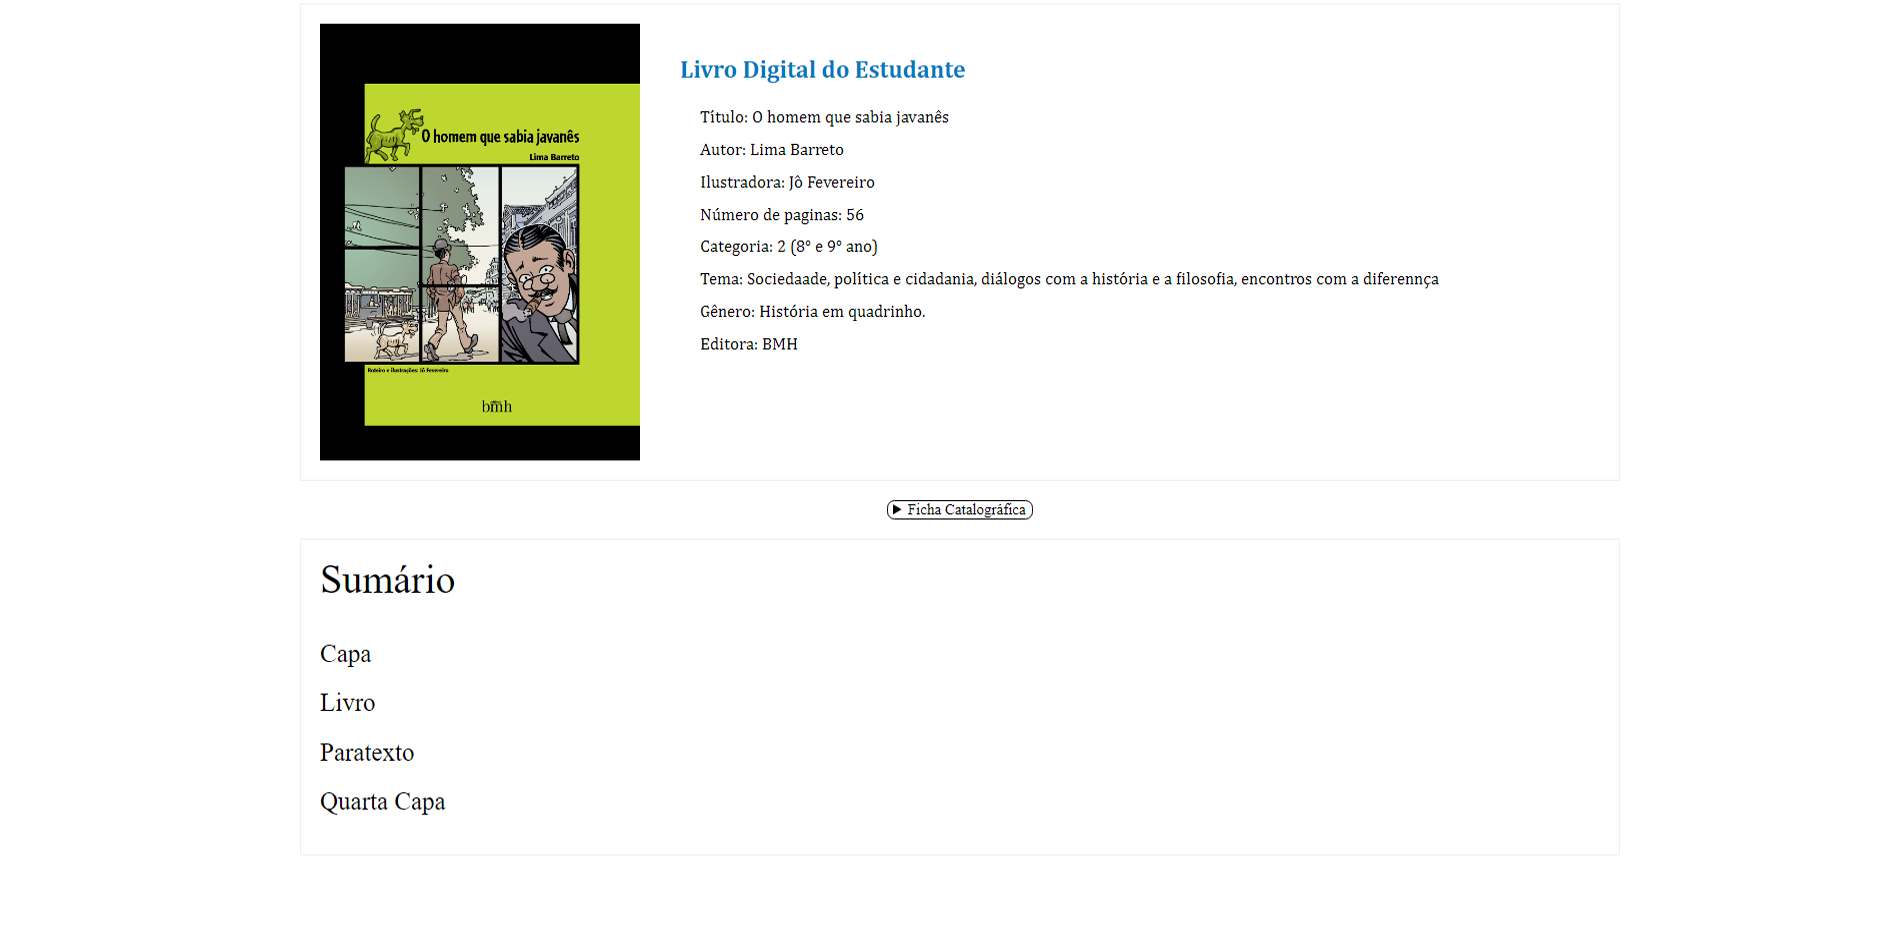 O homem que sabia javanês
Lima Barreto
Roteiro e ilustrações: Jô Fevereiro
bmh
Livro Digital do Estudante
Título: O homem que sabia javanês
Autor: Lima Barreto
Ilustradora: Jô Fevereiro
Número de paginas: 56
Categoria: 2 (8° e 9° ano)
Tema: Sociedaade, política e cidadania, diálogos com a história e a filosofia, encontros com a diferennça
Gênero: História em quadrinho.
Editora: BMH
Ficha Catalográfica
Sumário
Capa
Livro
Paratexto
Quarta Capa